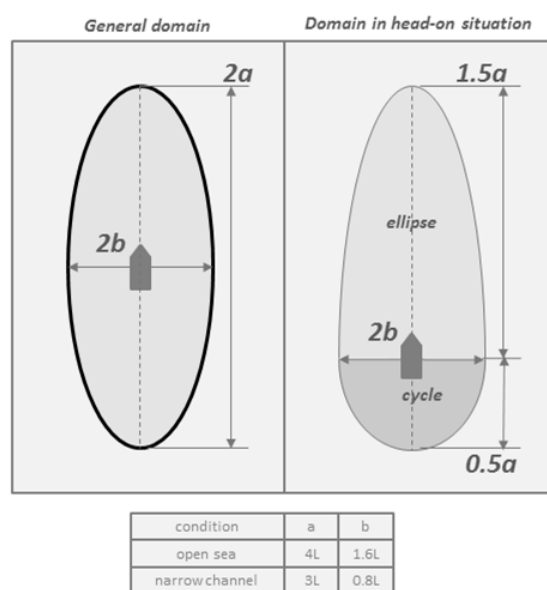 General domain
Domain in head-on situation
2a
2b
1.5a
ellipse
2b
cycle
0.5a
condition a b
open sea 4L 1.6L
narrow channel 3L 0.8L